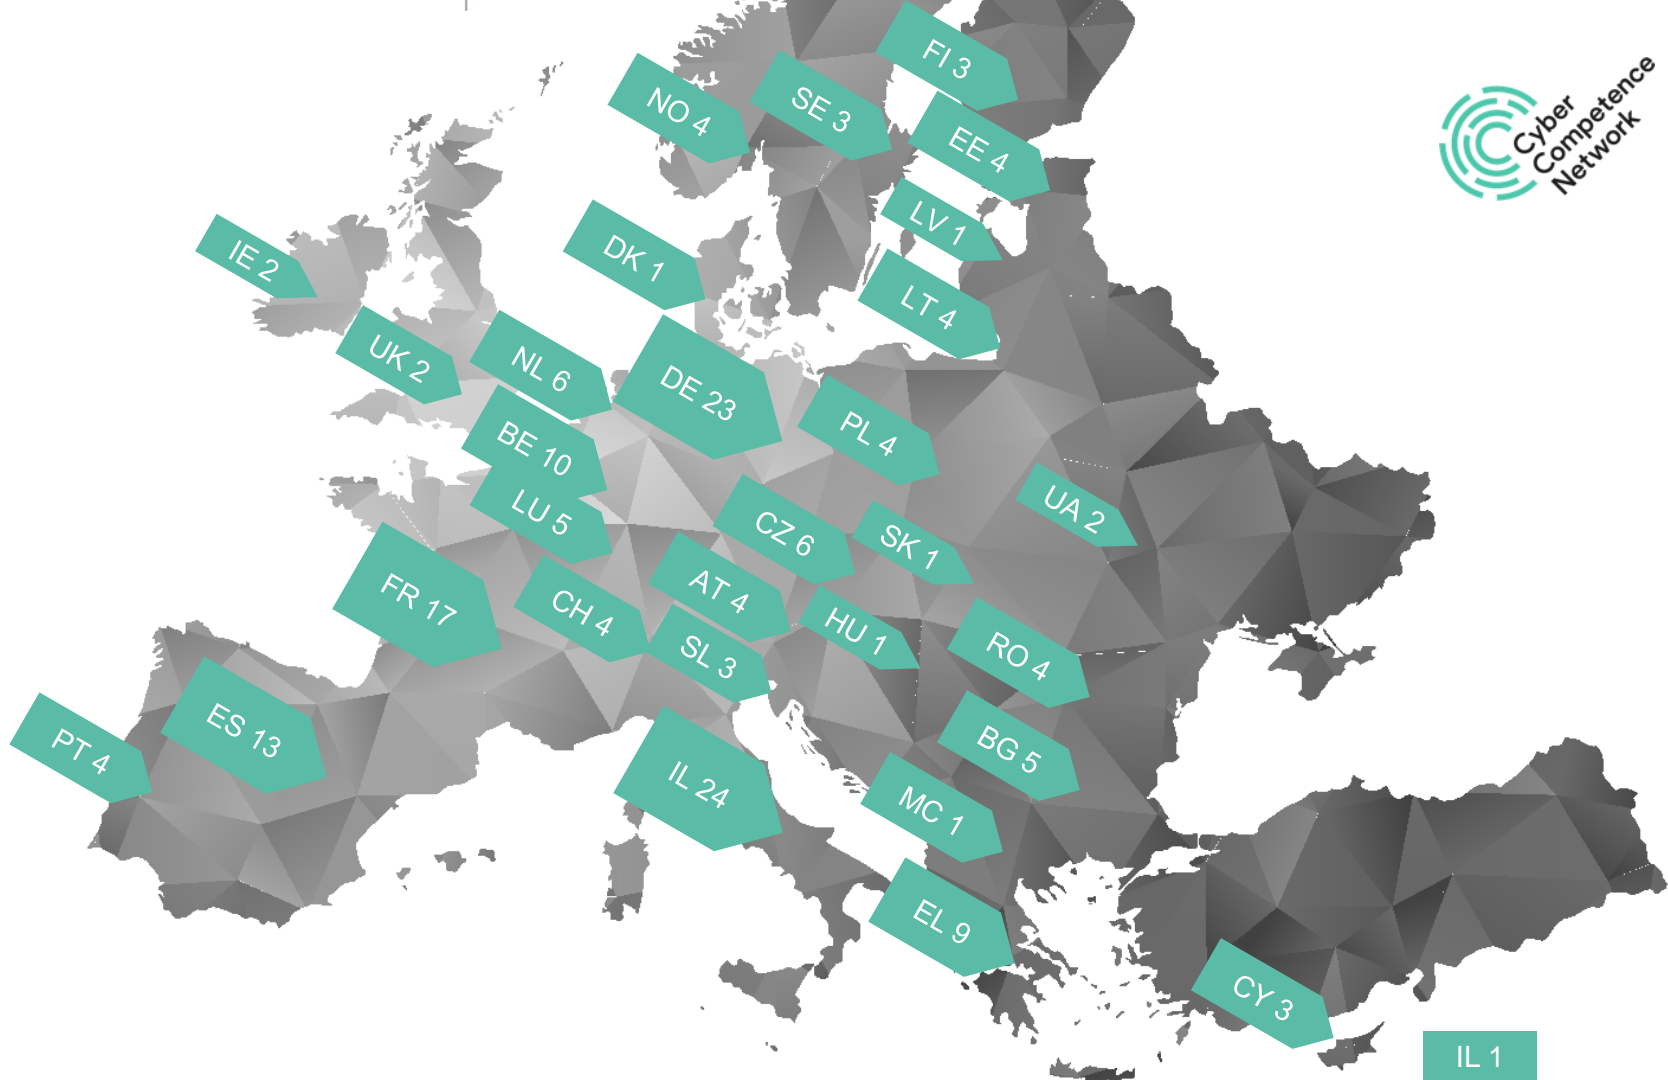 FI 3
NO 4
SE 3
EE 4
Cyber
Competence
Network
LV 1
IE 2
DK 1
LT 4
UK 2
NL 6
DE 23
PL 4
BE 10
LU 5
UA 2
CZ 6
SK 1
FR 17
CH 4
AT 4
HU 1
SL 3
RO 4
PT 4
ES 13
IL 24
BG 5
MC 1
EL 9
CY 3
IL 1